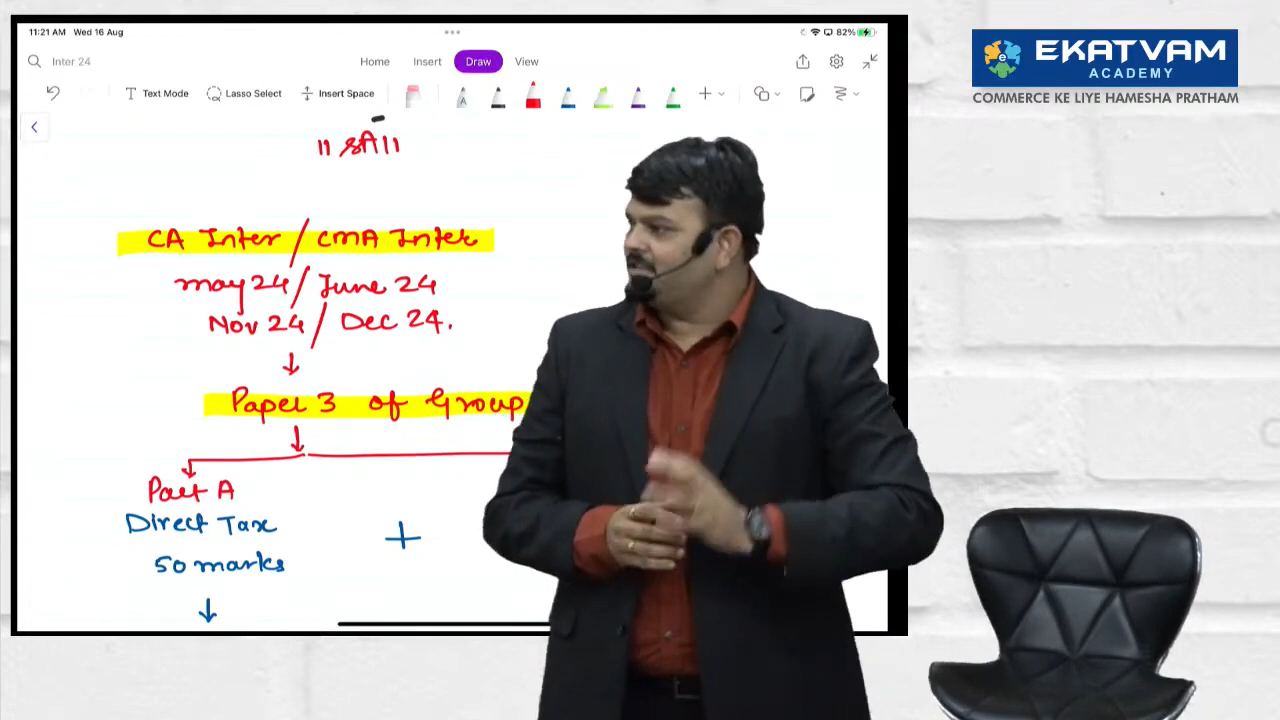 11:21 AM Wed 16 Aug
82%
EKATVAM
ACADEMY
COMMERCE KE LIYE HAMESHA PRATHAM
Inter 24
Home Insert Draw View
Text Mode Lasso Select Insert Space
CA Inter / CMA Inter
May 24 / June 24
Nov 24 / Dec 24.
Paper 3 of Group
Part A
Direct Tax
50 marks
+